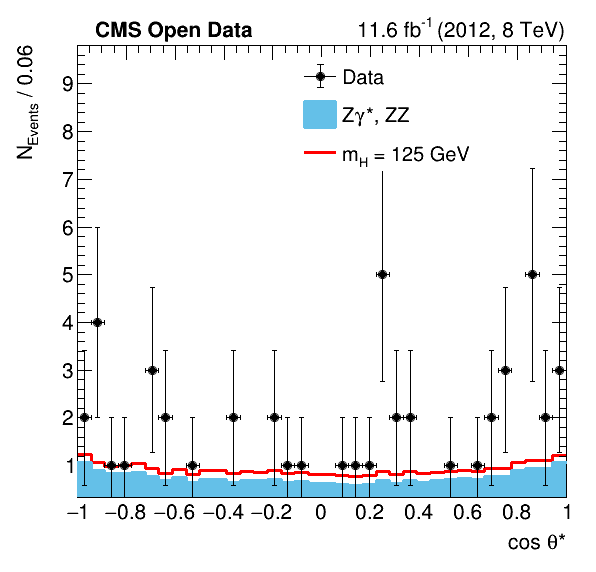 CMS Open Data
11.6 fb⁻¹ (2012, 8 TeV)
N_Events / 0.06
Data
Zγ*, ZZ
m_H = 125 GeV
9
8
7
6
5
4
3
2
1
−1 −0.8 −0.6 −0.4 −0.2 0 0.2 0.4 0.6 0.8 1
cos θ*